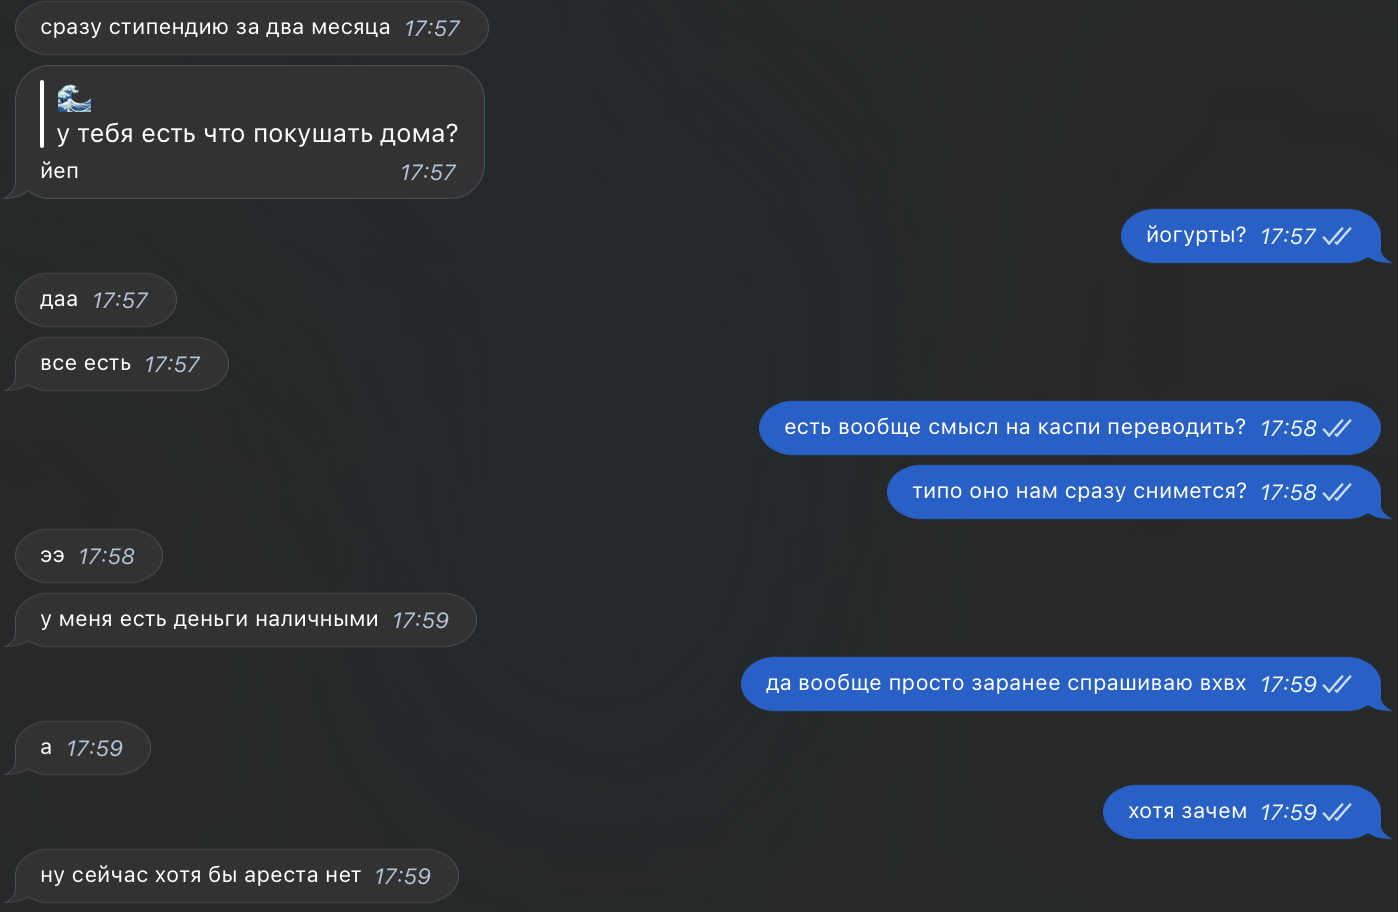 сразу стипендию за два месяца 17:57
🌊
у тебя есть что покушать дома?
йеп 17:57
йогурты? 17:57
даа 17:57
все есть 17:57
есть вообще смысл на каспи переводить? 17:58
типо оно нам сразу снимется? 17:58
ээ 17:58
у меня есть деньги наличными 17:59
да вообще просто заранее спрашиваю вхвх 17:59
а 17:59
хотя зачем 17:59
ну сейчас хотя бы ареста нет 17:59